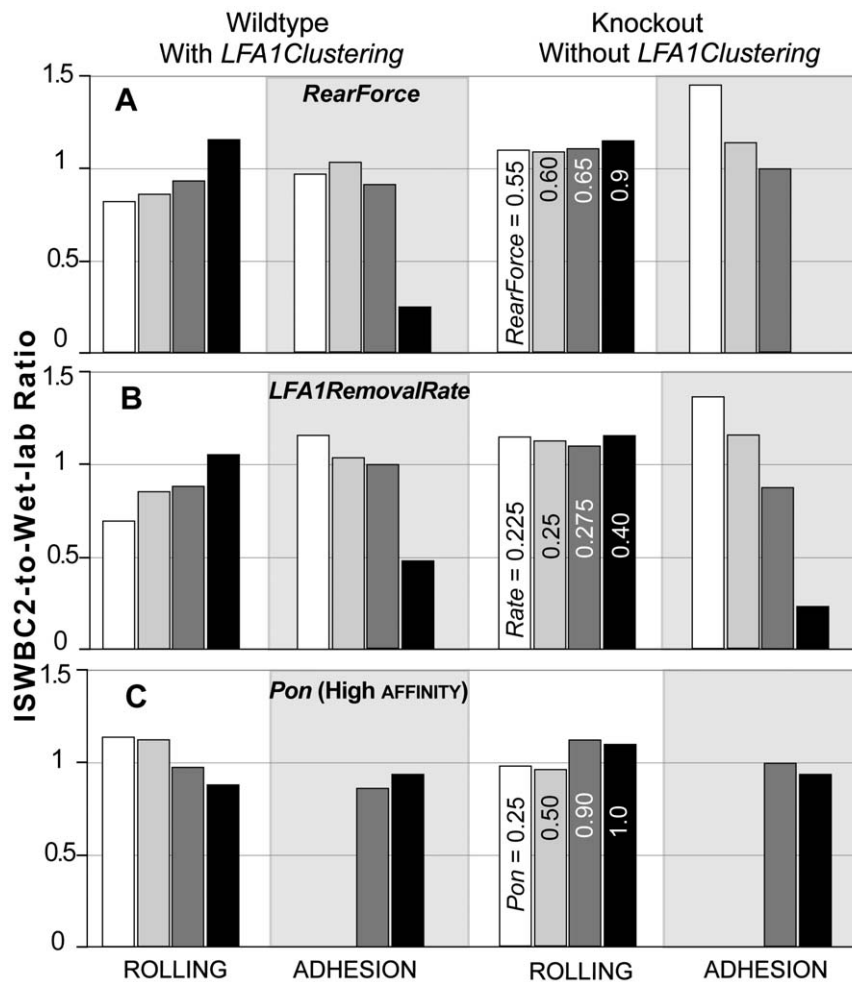 Wildtype
With LFA1Clustering
Knockout
Without LFA1Clustering
ISWBC2-to-Wet-lab Ratio
1.5
1
0.5
0
A
RearForce
RearForce = 0.55
0.60
0.65
0.9
1.5
1
0.5
0
B
LFA1RemovalRate
Rate = 0.225
0.25
0.275
0.40
1.5
1
0.5
0
C
Pon (High AFFINITY)
Pon = 0.25
0.50
0.90
1.0
ROLLING
ADHESION
ROLLING
ADHESION